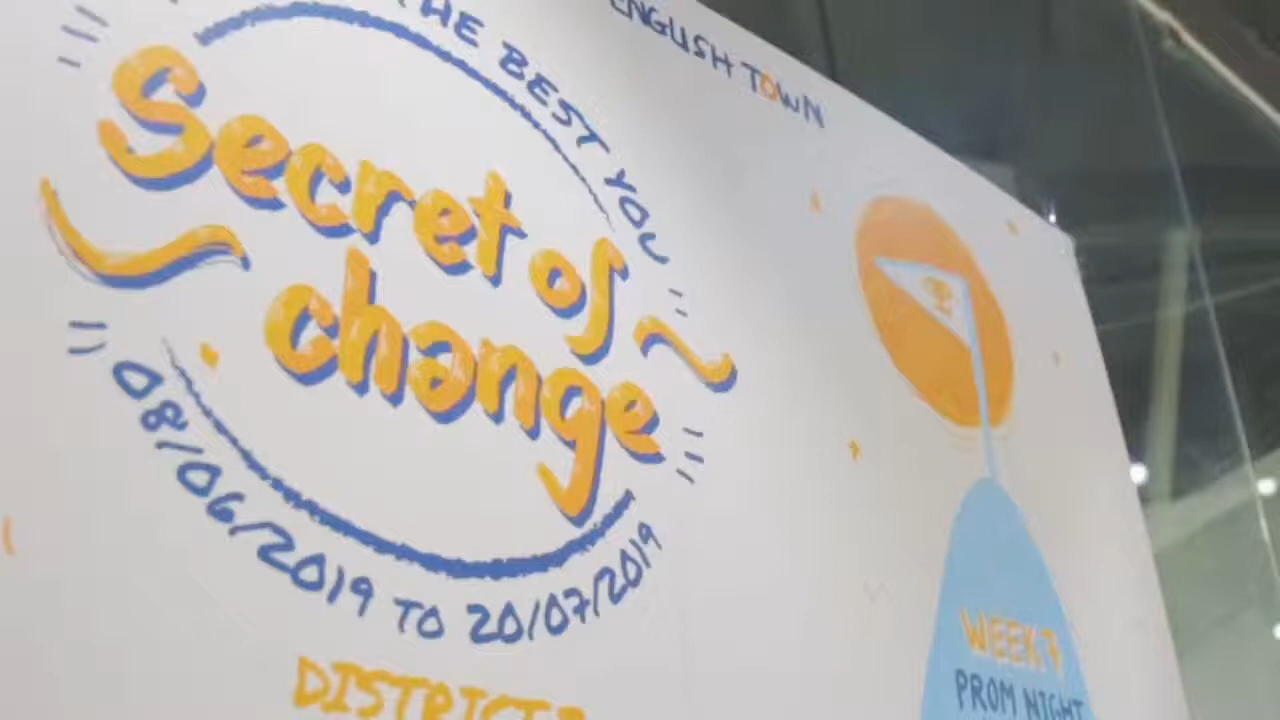 THE BEST YOU
ENGLISH TOWN
Secret of
change
08/06/2019 TO 20/07/2019
DISTRICT
WEEK 7
PROM NIGHT